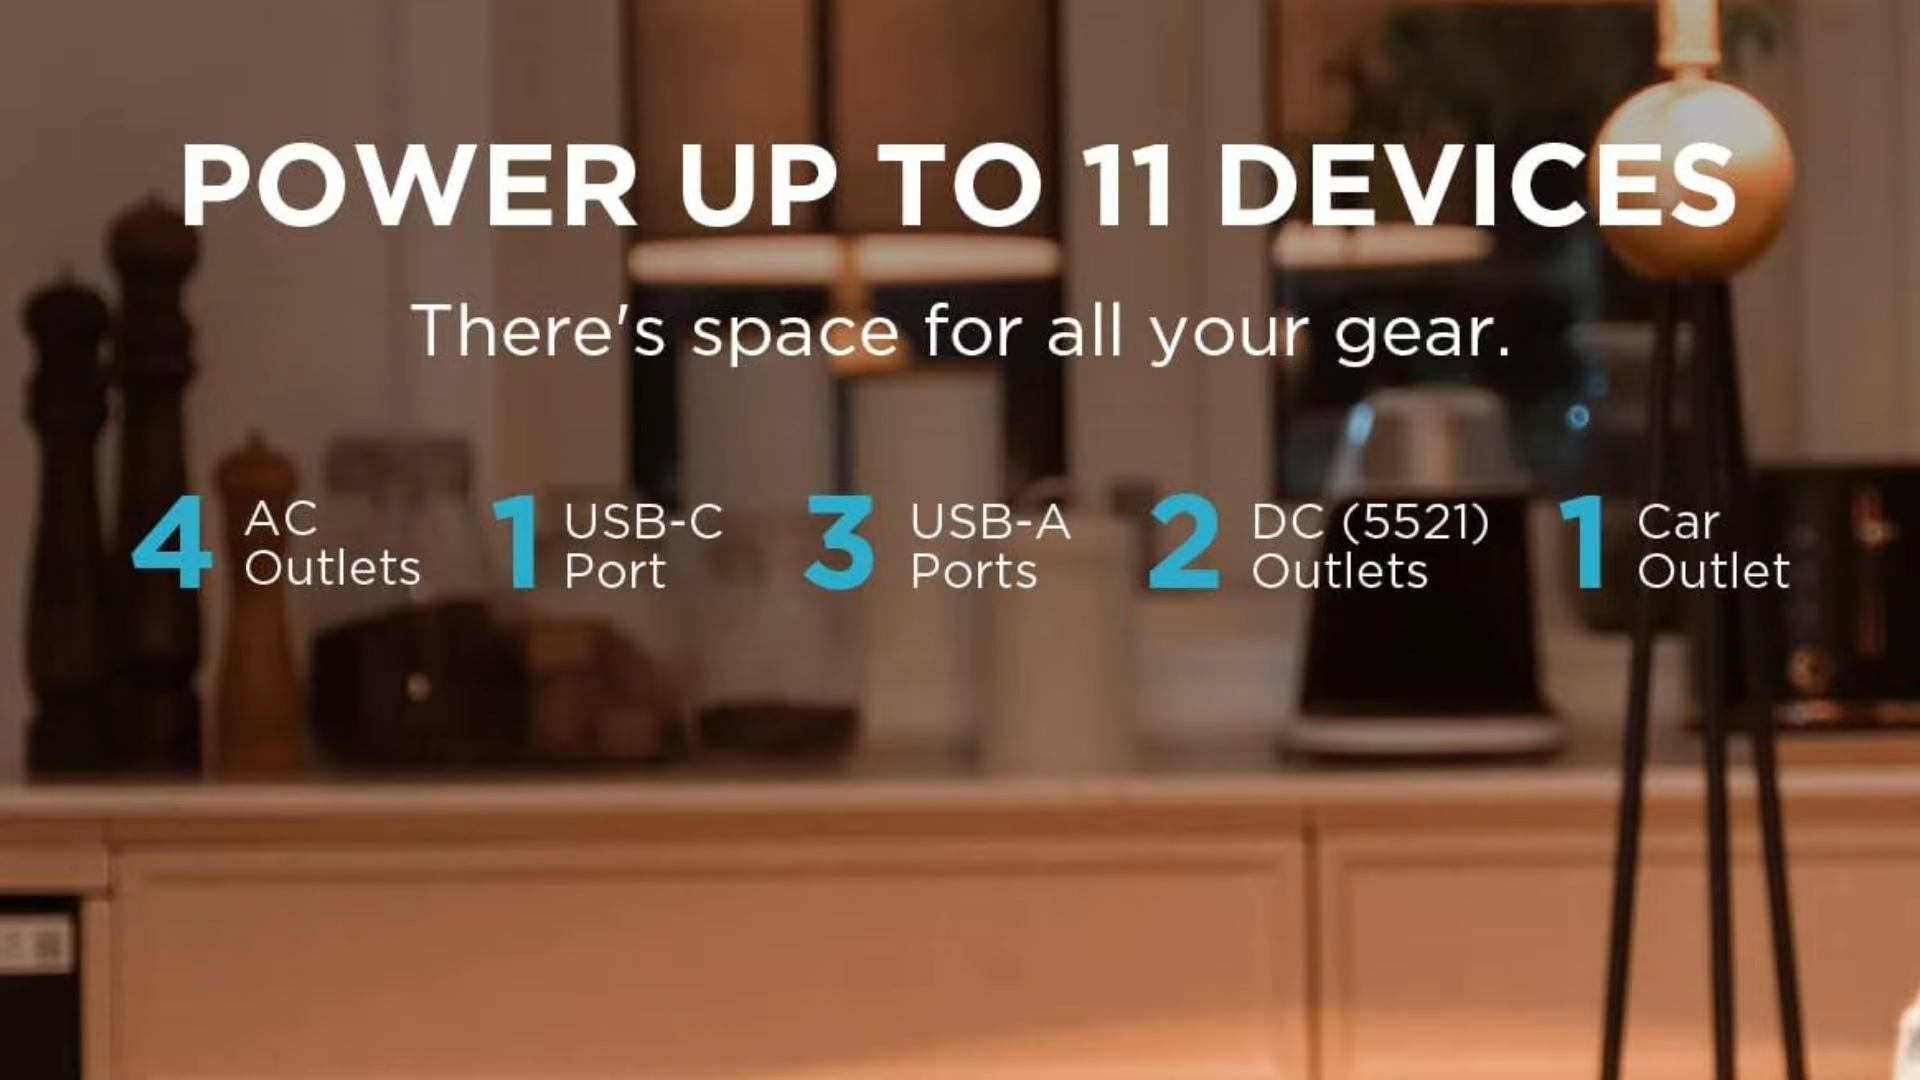 POWER UP TO 11 DEVICES
There's space for all your gear.
4 AC Outlets
1 USB-C Port
3 USB-A Ports
2 DC (5521) Outlets
1 Car Outlet